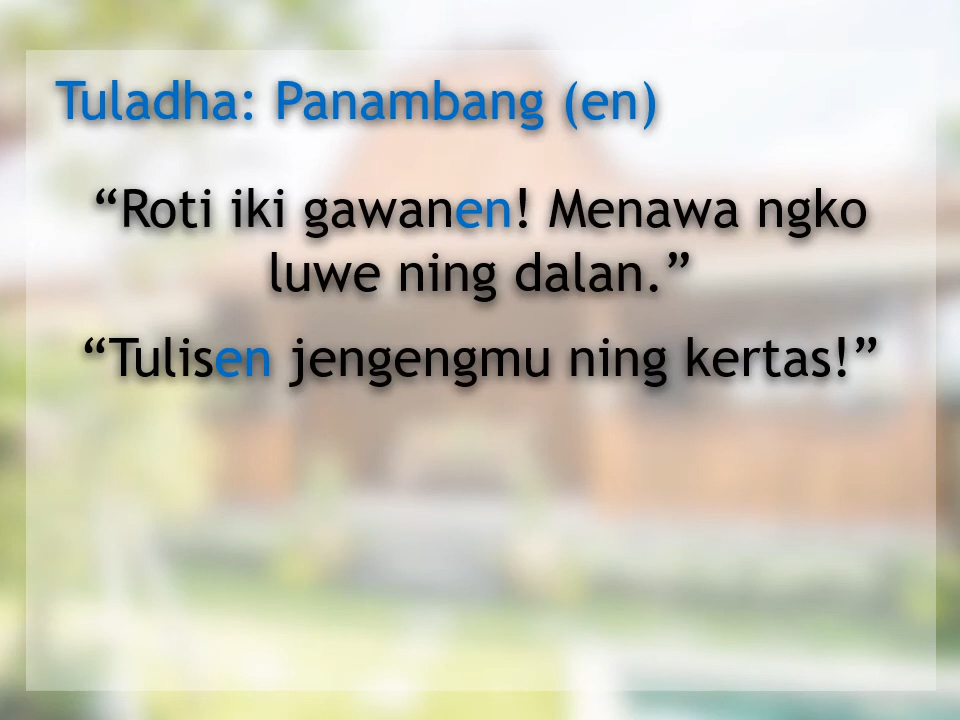 Tuladha: Panambang (en)
“Roti iki gawanen! Menawa ngko
luwe ning dalan.”
“Tulisen jengengmu ning kertas!”